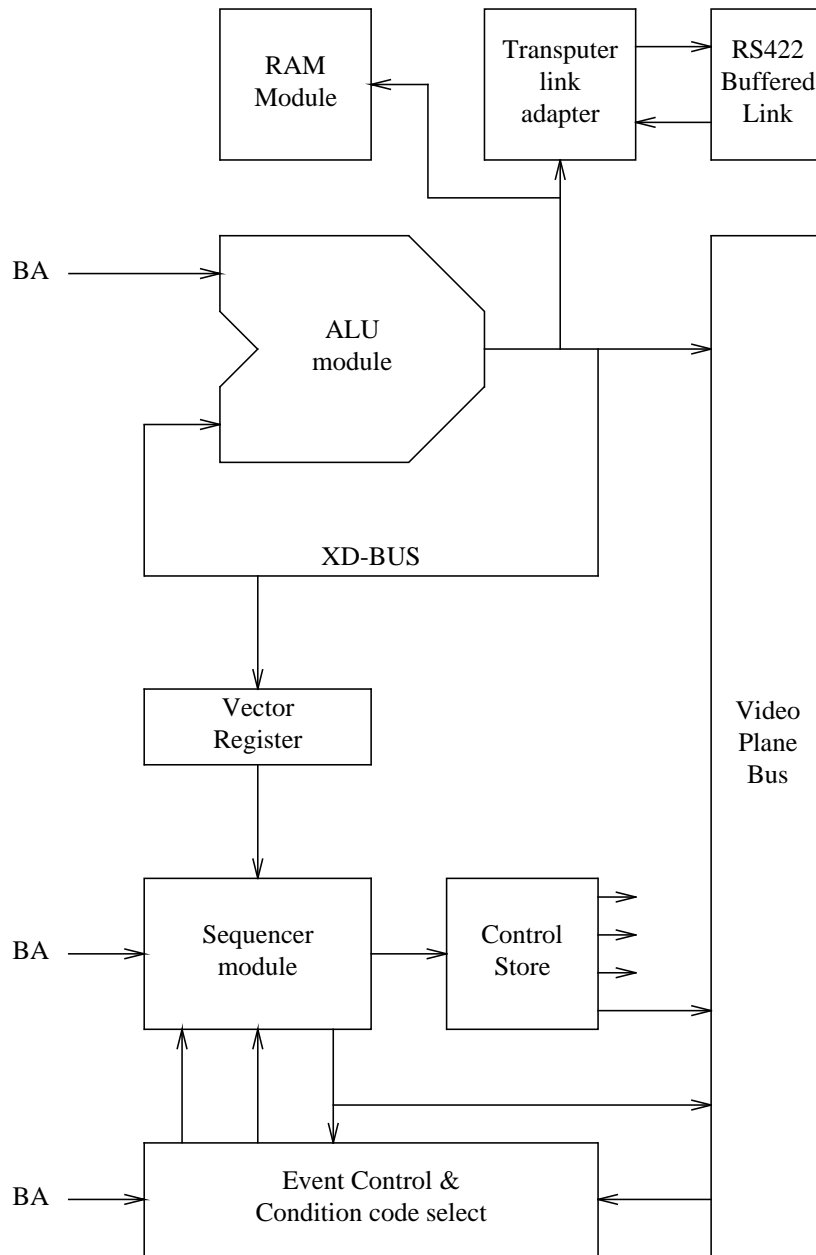 RAM
Module
Transputer
link
adapter
RS422
Buffered
Link
BA
ALU
module
XD-BUS
Vector
Register
Video
Plane
Bus
BA
Sequencer
module
Control
Store
BA
Event Control &
Condition code select